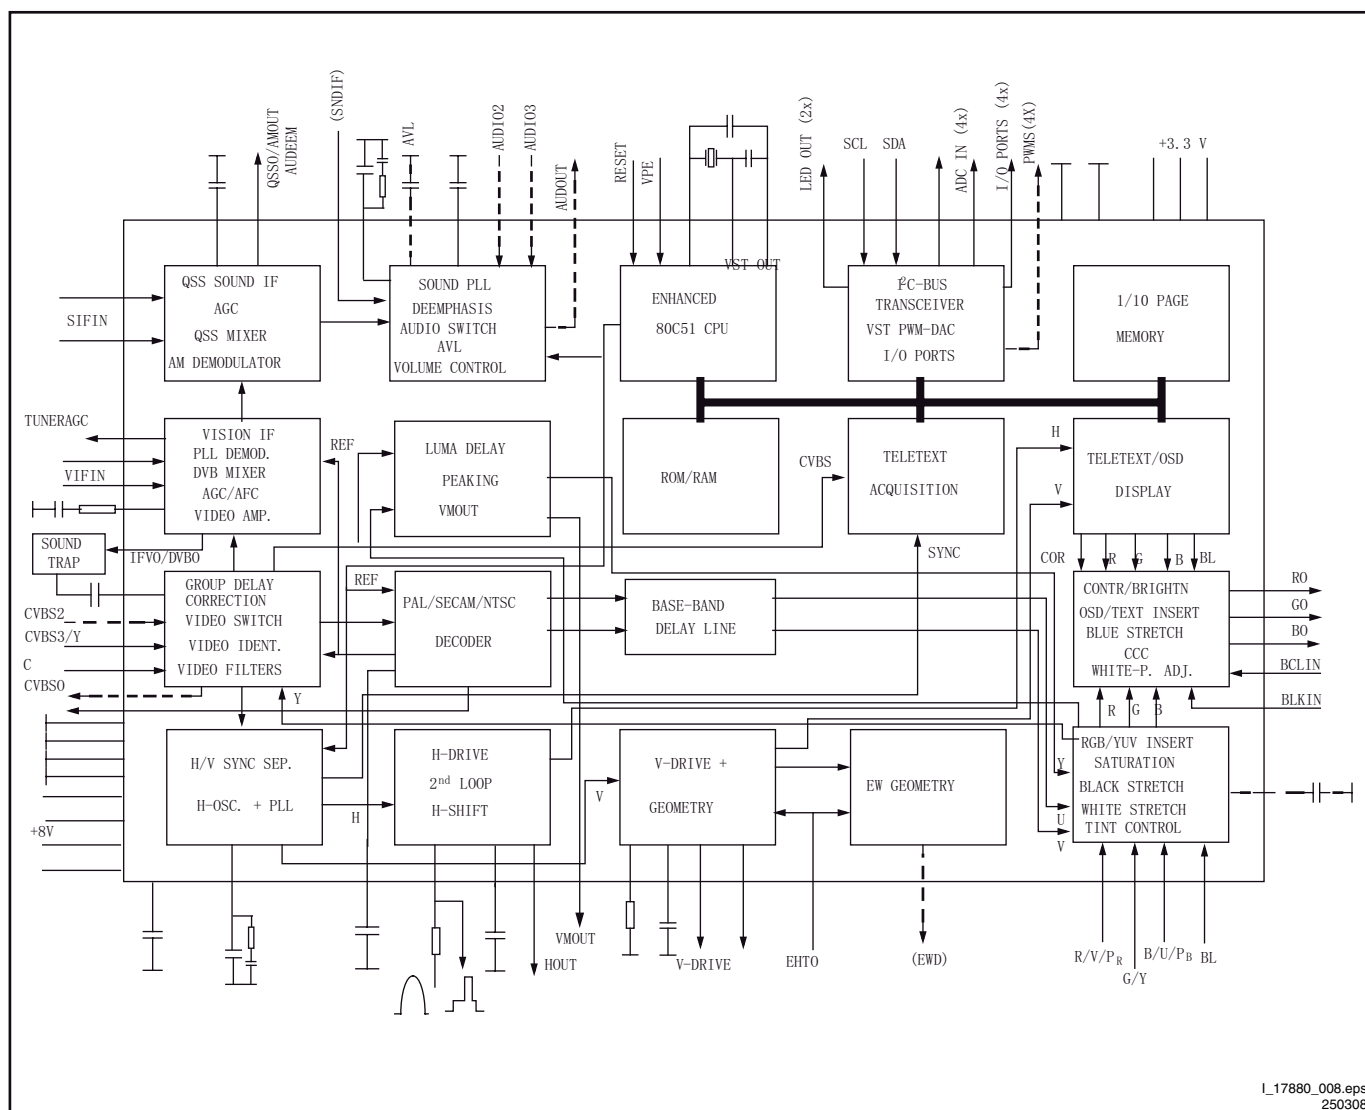 (SNDIF)
QSSO/AMOUT
AUDEEM
AVL
AUDIO2
AUDIO3
AUDOUT
RESET
VPE
LED OUT (2x)
SCL
SDA
ADC IN (4x)
I/O PORTS (4x)
PWMS(4X)
+3.3 V
VST OUT
SIFIN
QSS SOUND IF
AGC
QSS MIXER
AM DEMODULATOR
SOUND PLL
DEEMPHASIS
AUDIO SWITCH
AVL
VOLUME CONTROL
ENHANCED
80C51 CPU
I²C-BUS
TRANSCEIVER
VST PWM-DAC
I/O PORTS
1/10 PAGE
MEMORY
TUNERAGC
VIFIN
VISION IF
PLL DEMOD.
DVB MIXER
AGC/AFC
VIDEO AMP.
REF
LUMA DELAY
PEAKING
VMOUT
ROM/RAM
CVBS
TELETEXT
ACQUISITION
SYNC
H
V
TELETEXT/OSD
DISPLAY
SOUND
TRAP
IFVO/DVBO
COR
R
G
B
BL
CVBS2
CVBS3/Y
C
CVBSO
GROUP DELAY
CORRECTION
VIDEO SWITCH
VIDEO IDENT.
VIDEO FILTERS
REF
PAL/SECAM/NTSC
DECODER
BASE-BAND
DELAY LINE
CONTR/BRIGHTN
OSD/TEXT INSERT
BLUE STRETCH
CCC
WHITE-P. ADJ.
RO
GO
BO
BCLIN
BLKIN
Y
R
G
B
+8V
H/V SYNC SEP.
H-OSC. + PLL
H
H-DRIVE
2nd LOOP
H-SHIFT
V
V-DRIVE +
GEOMETRY
EW GEOMETRY
Y
U
V
RGB/YUV INSERT
SATURATION
BLACK STRETCH
WHITE STRETCH
TINT CONTROL
HOUT
VMOUT
V-DRIVE
EHTO
(EWD)
R/V/PR
G/Y
B/U/PB
BL
I_17880_008.eps
250308